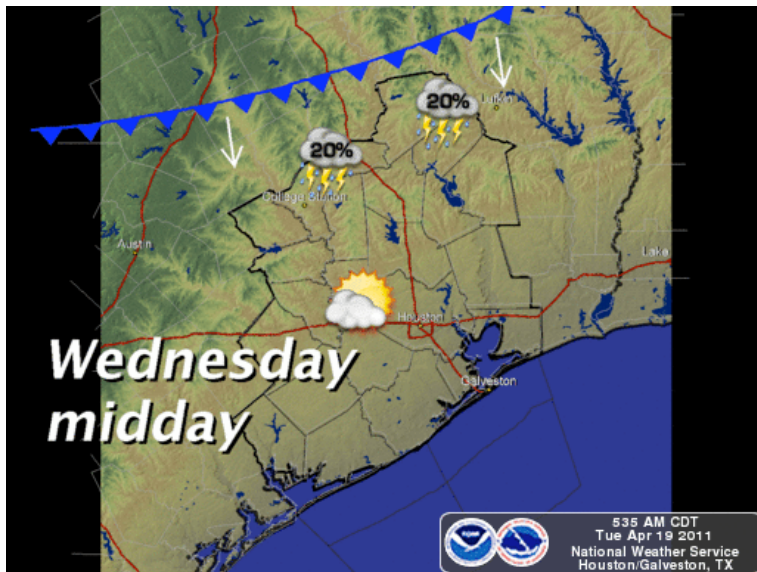 20%
Lufkin
20%
College Station
Austin
Lake
Houston
Wednesday
midday
Galveston
535 AM CDT
Tue Apr 19 2011
National Weather Service
Houston/Galveston, TX